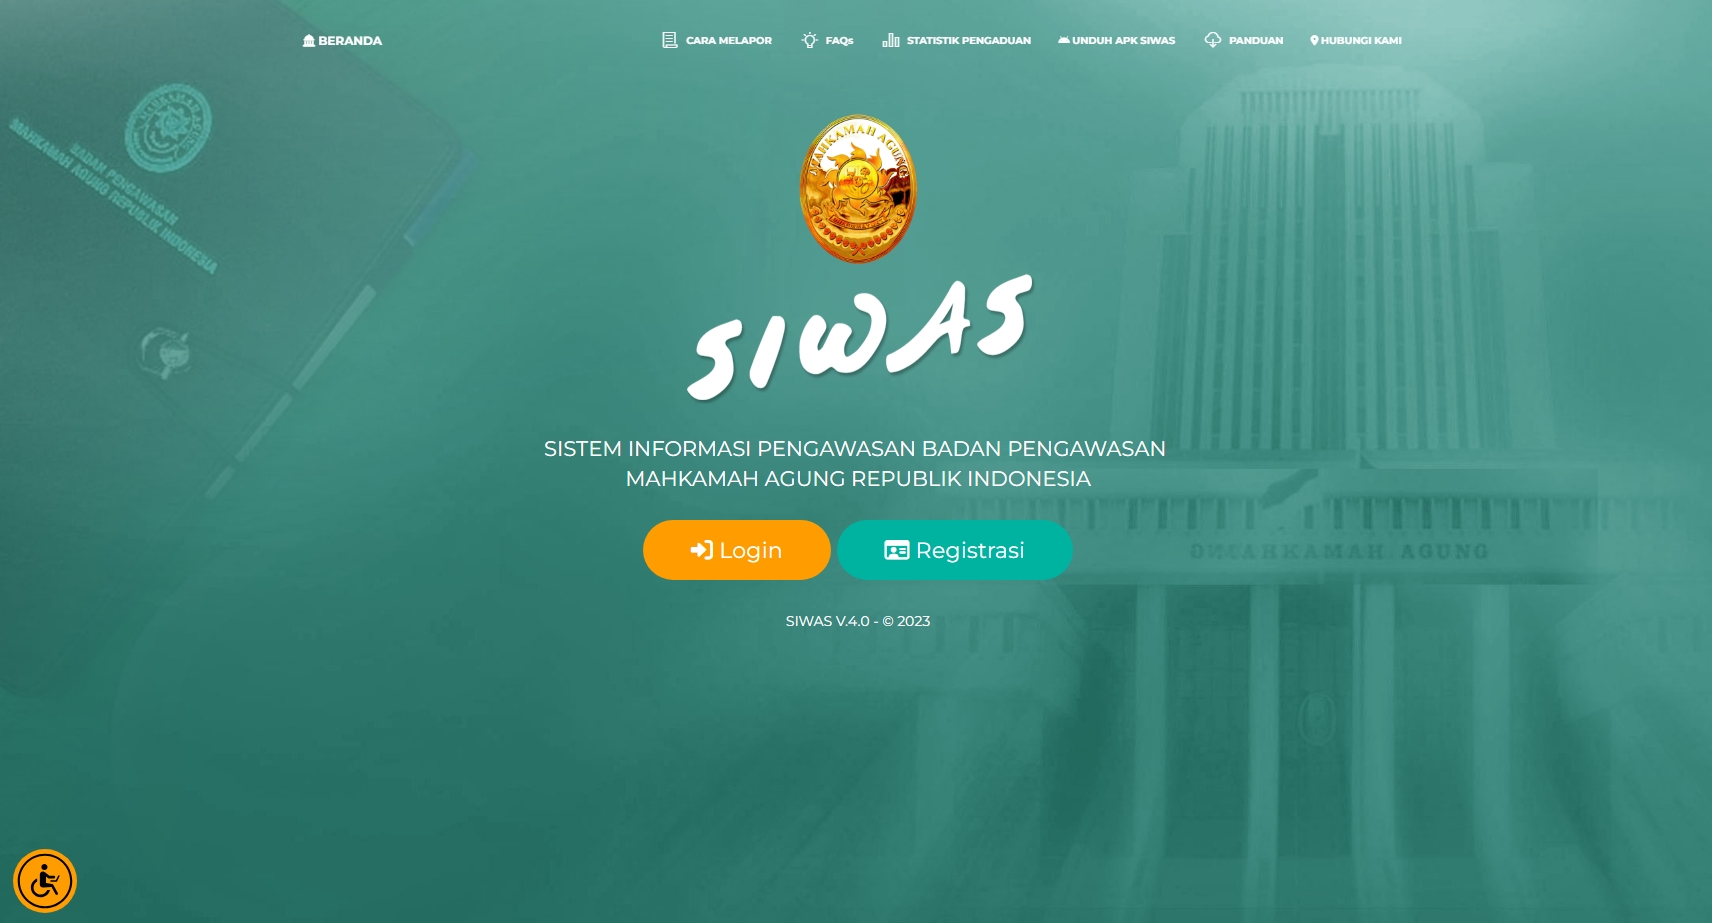 BERANDA
CARA MELAPOR
FAQs
STATISTIK PENGADUAN
UNDUH APK SIWAS
PANDUAN
HUBUNGI KAMI
BADAN PENGAWASAN
MAHKAMAH AGUNG REPUBLIK INDONESIA
MAHKAMAH AGUNG
SIWAS
SISTEM INFORMASI PENGAWASAN BADAN PENGAWASAN
MAHKAMAH AGUNG REPUBLIK INDONESIA
Login
Registrasi
AHKAMAH AGUNG
SIWAS V.4.0 - © 2023